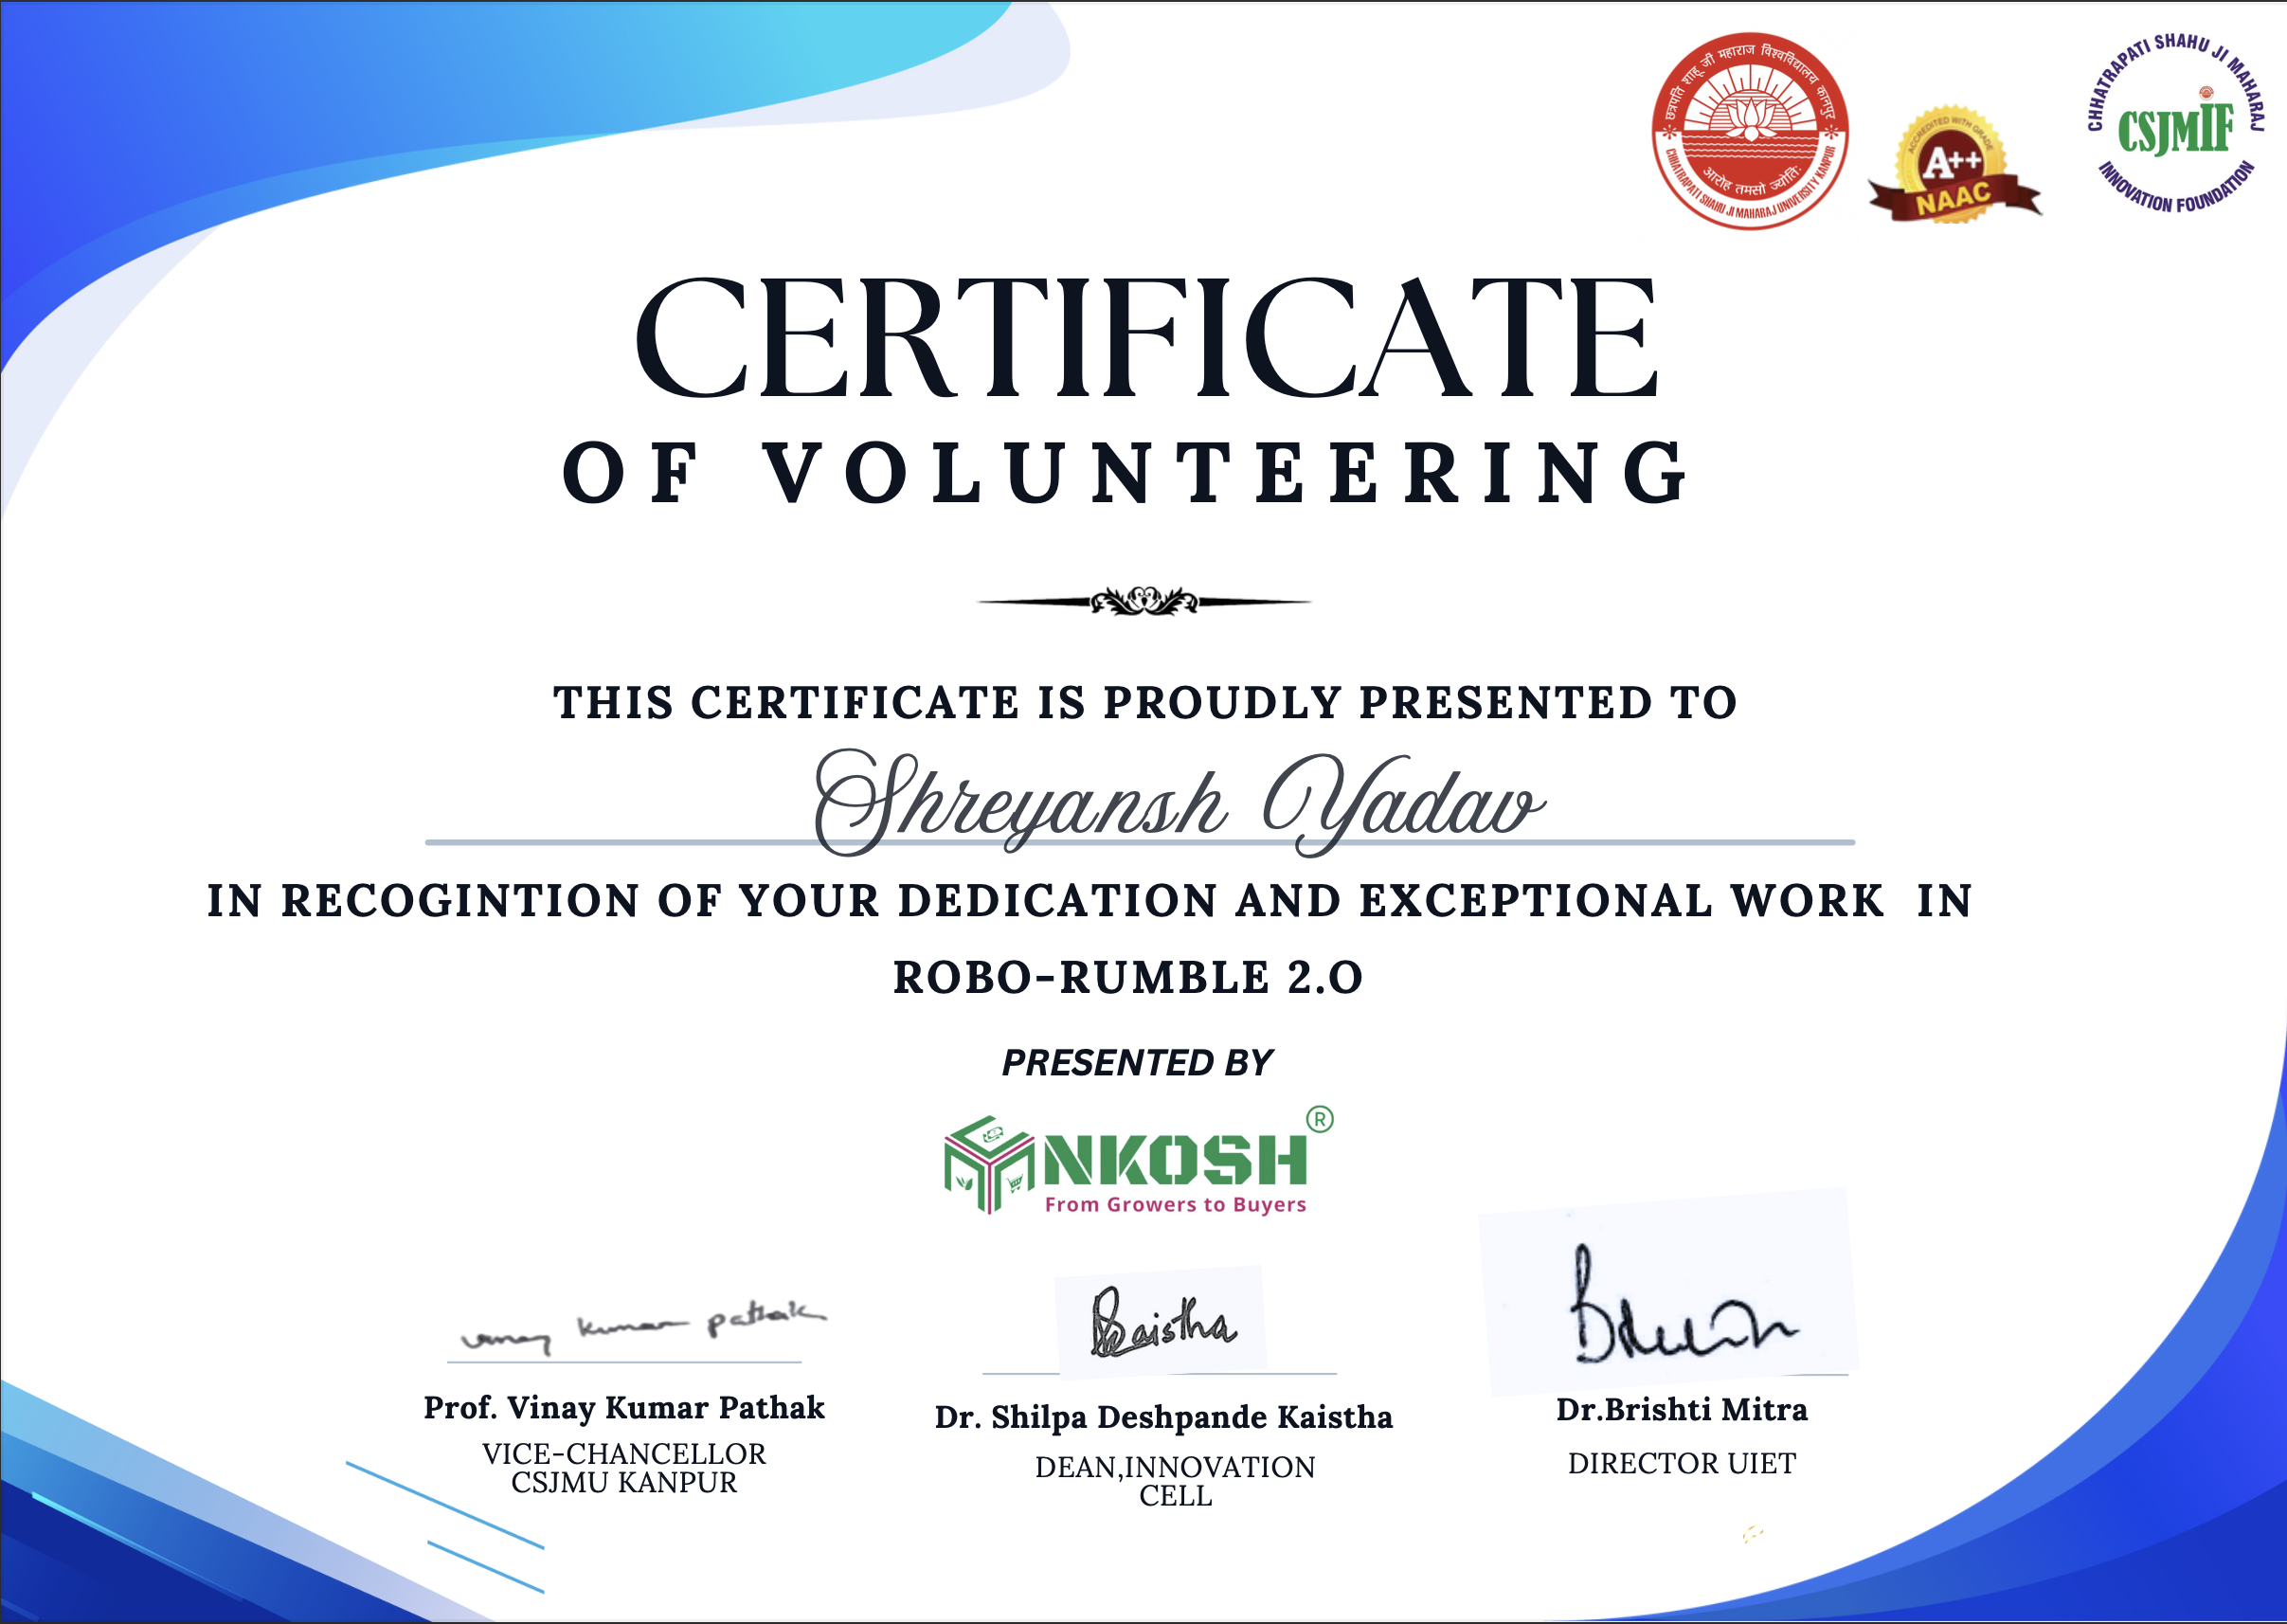 छत्रपति शाहू जी महाराज विश्वविद्यालय कानपुर
आरोह तमसो ज्योतिः
CHHATRAPATI SHAHU JI MAHARAJ UNIVERSITY KANPUR
ACCREDITED WITH GRADE
A++
NAAC
CHHATRAPATI SHAHU JI MAHARAJ
CSJMIF
INNOVATION FOUNDATION
CERTIFICATE
OF VOLUNTEERING
THIS CERTIFICATE IS PROUDLY PRESENTED TO
Shreyansh Yadav
IN RECOGINTION OF YOUR DEDICATION AND EXCEPTIONAL WORK IN
ROBO-RUMBLE 2.O
PRESENTED BY
NKOSH®
From Growers to Buyers
vinay kumar pathak
Kaistha
Prof. Vinay Kumar Pathak
VICE-CHANCELLOR
CSJMU KANPUR
Dr. Shilpa Deshpande Kaistha
DEAN,INNOVATION
CELL
Dr.Brishti Mitra
DIRECTOR UIET